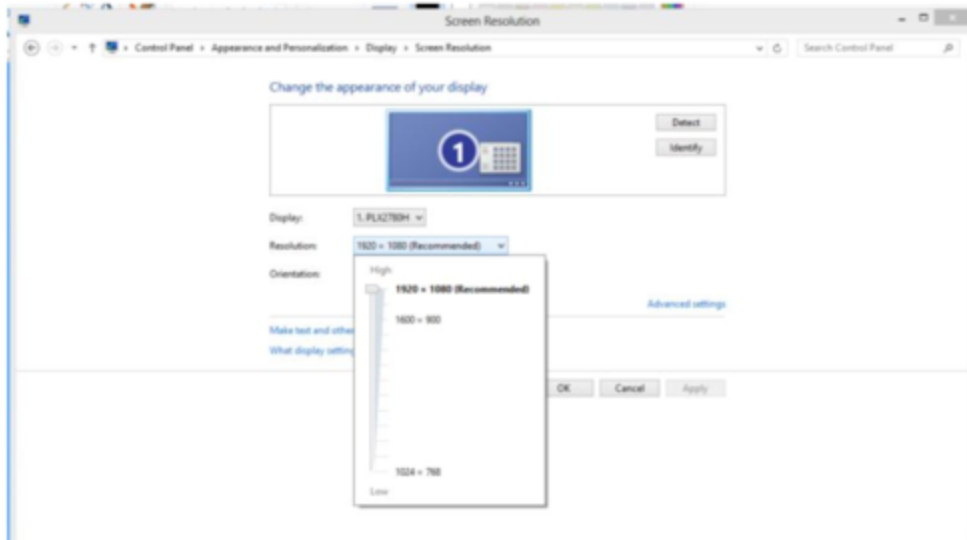 Screen Resolution
Control Panel › Appearance and Personalization › Display › Screen Resolution
Search Control Panel
Change the appearance of your display
1
Detect
Identify
Display: 1. PLX2780H
Resolution: 1920 × 1080 (Recommended)
Orientation:
High
1920 × 1080 (Recommended)
1600 × 900
1024 × 768
Low
Advanced settings
Make text and othe
What display setting
OK Cancel Apply